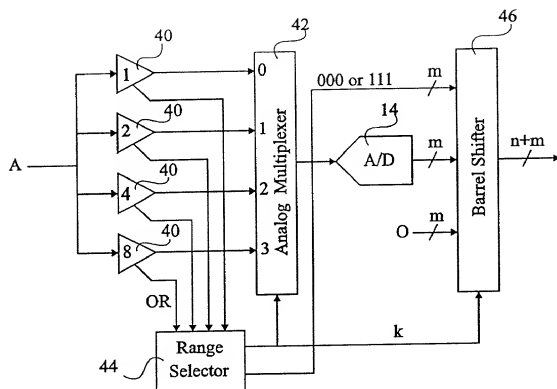 40
42
46
1
0
000 or 111
m
40
14
2
1
A
Analog Multiplexer
A/D
m
Barrel Shifter
n+m
40
4
2
O
m
40
8
3
OR
k
44
Range
Selector